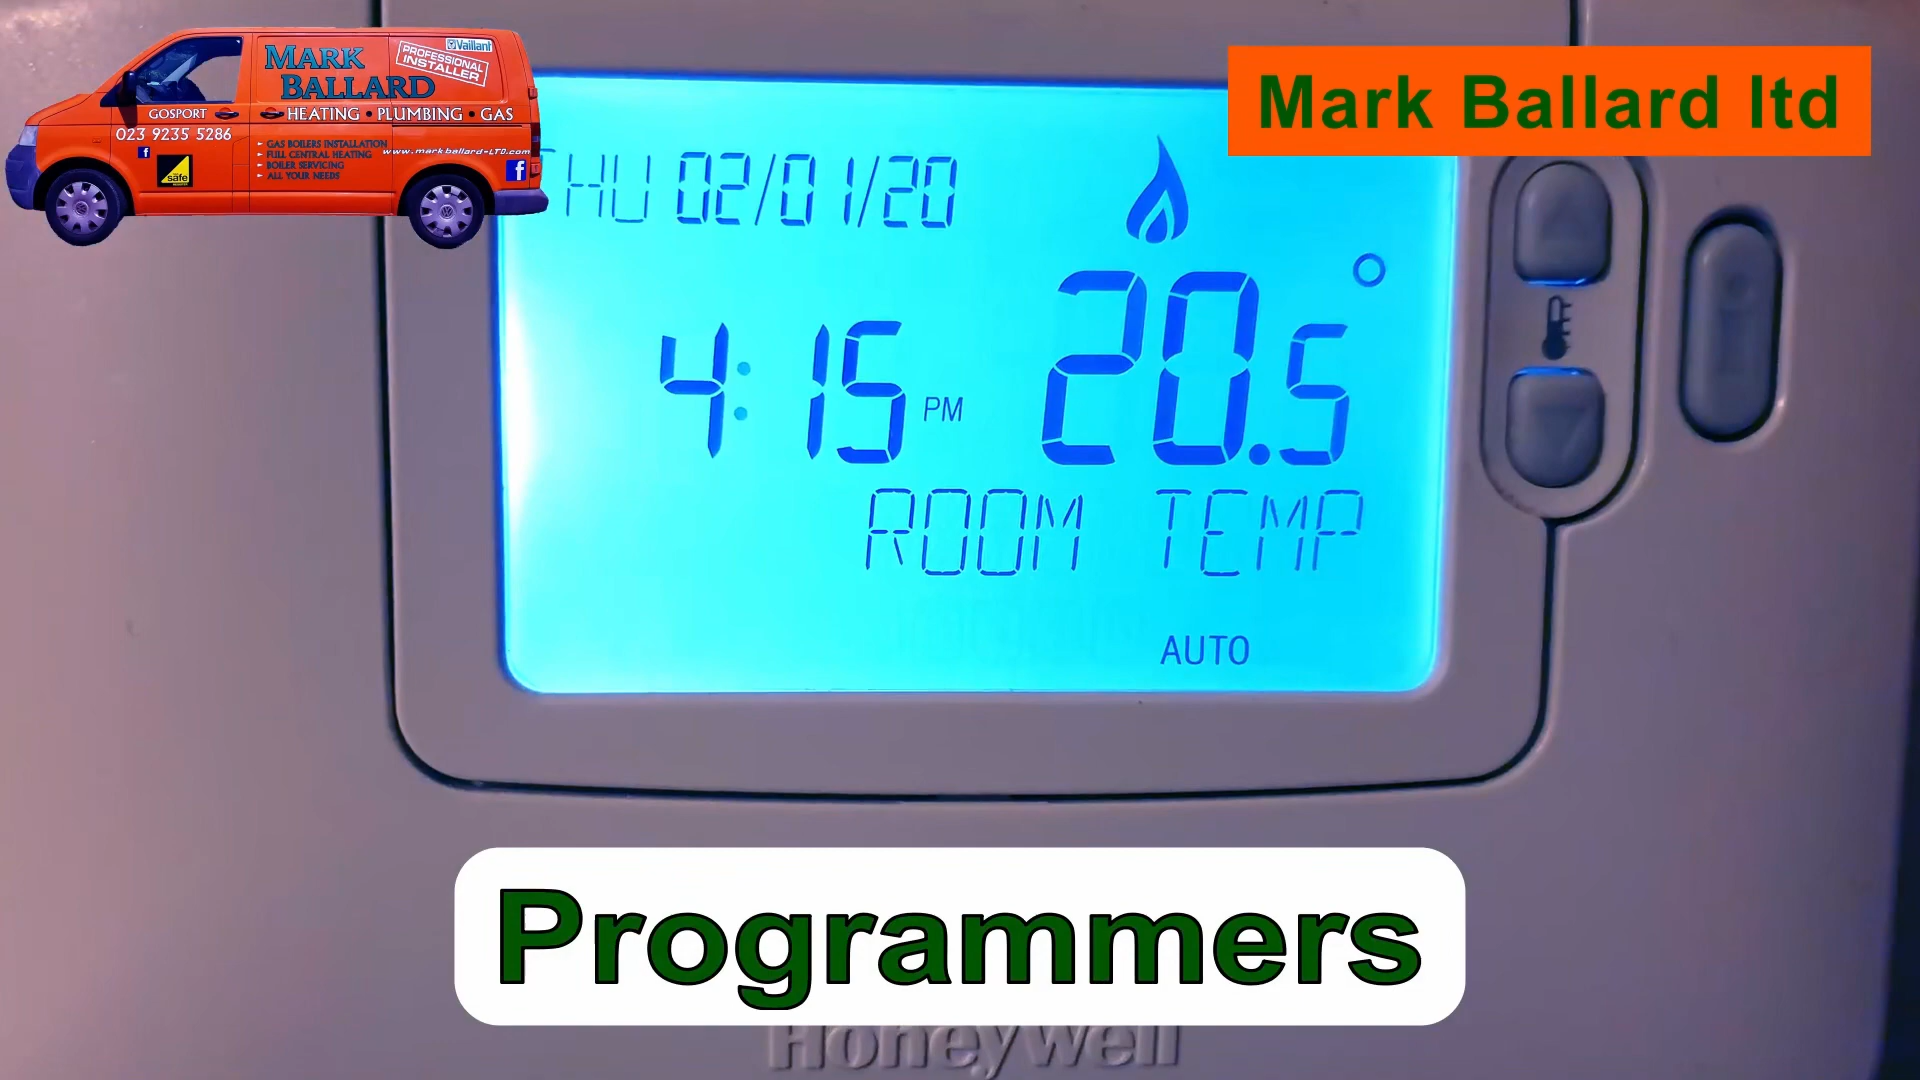 MARK
BALLARD
PROFESSIONAL
INSTALLER
Vaillant
GOSPORT
HEATING • PLUMBING • GAS
023 9235 5286
GAS BOILERS INSTALLATION
FULL CENTRAL HEATING
BOILER SERVICING
ALL YOUR NEEDS
www.markballard-LTD.com
f
safe
f
Mark Ballard ltd
THU 02/01/20
4:15 PM
20.5°
ROOM TEMP
AUTO
Programmers
Honeywell